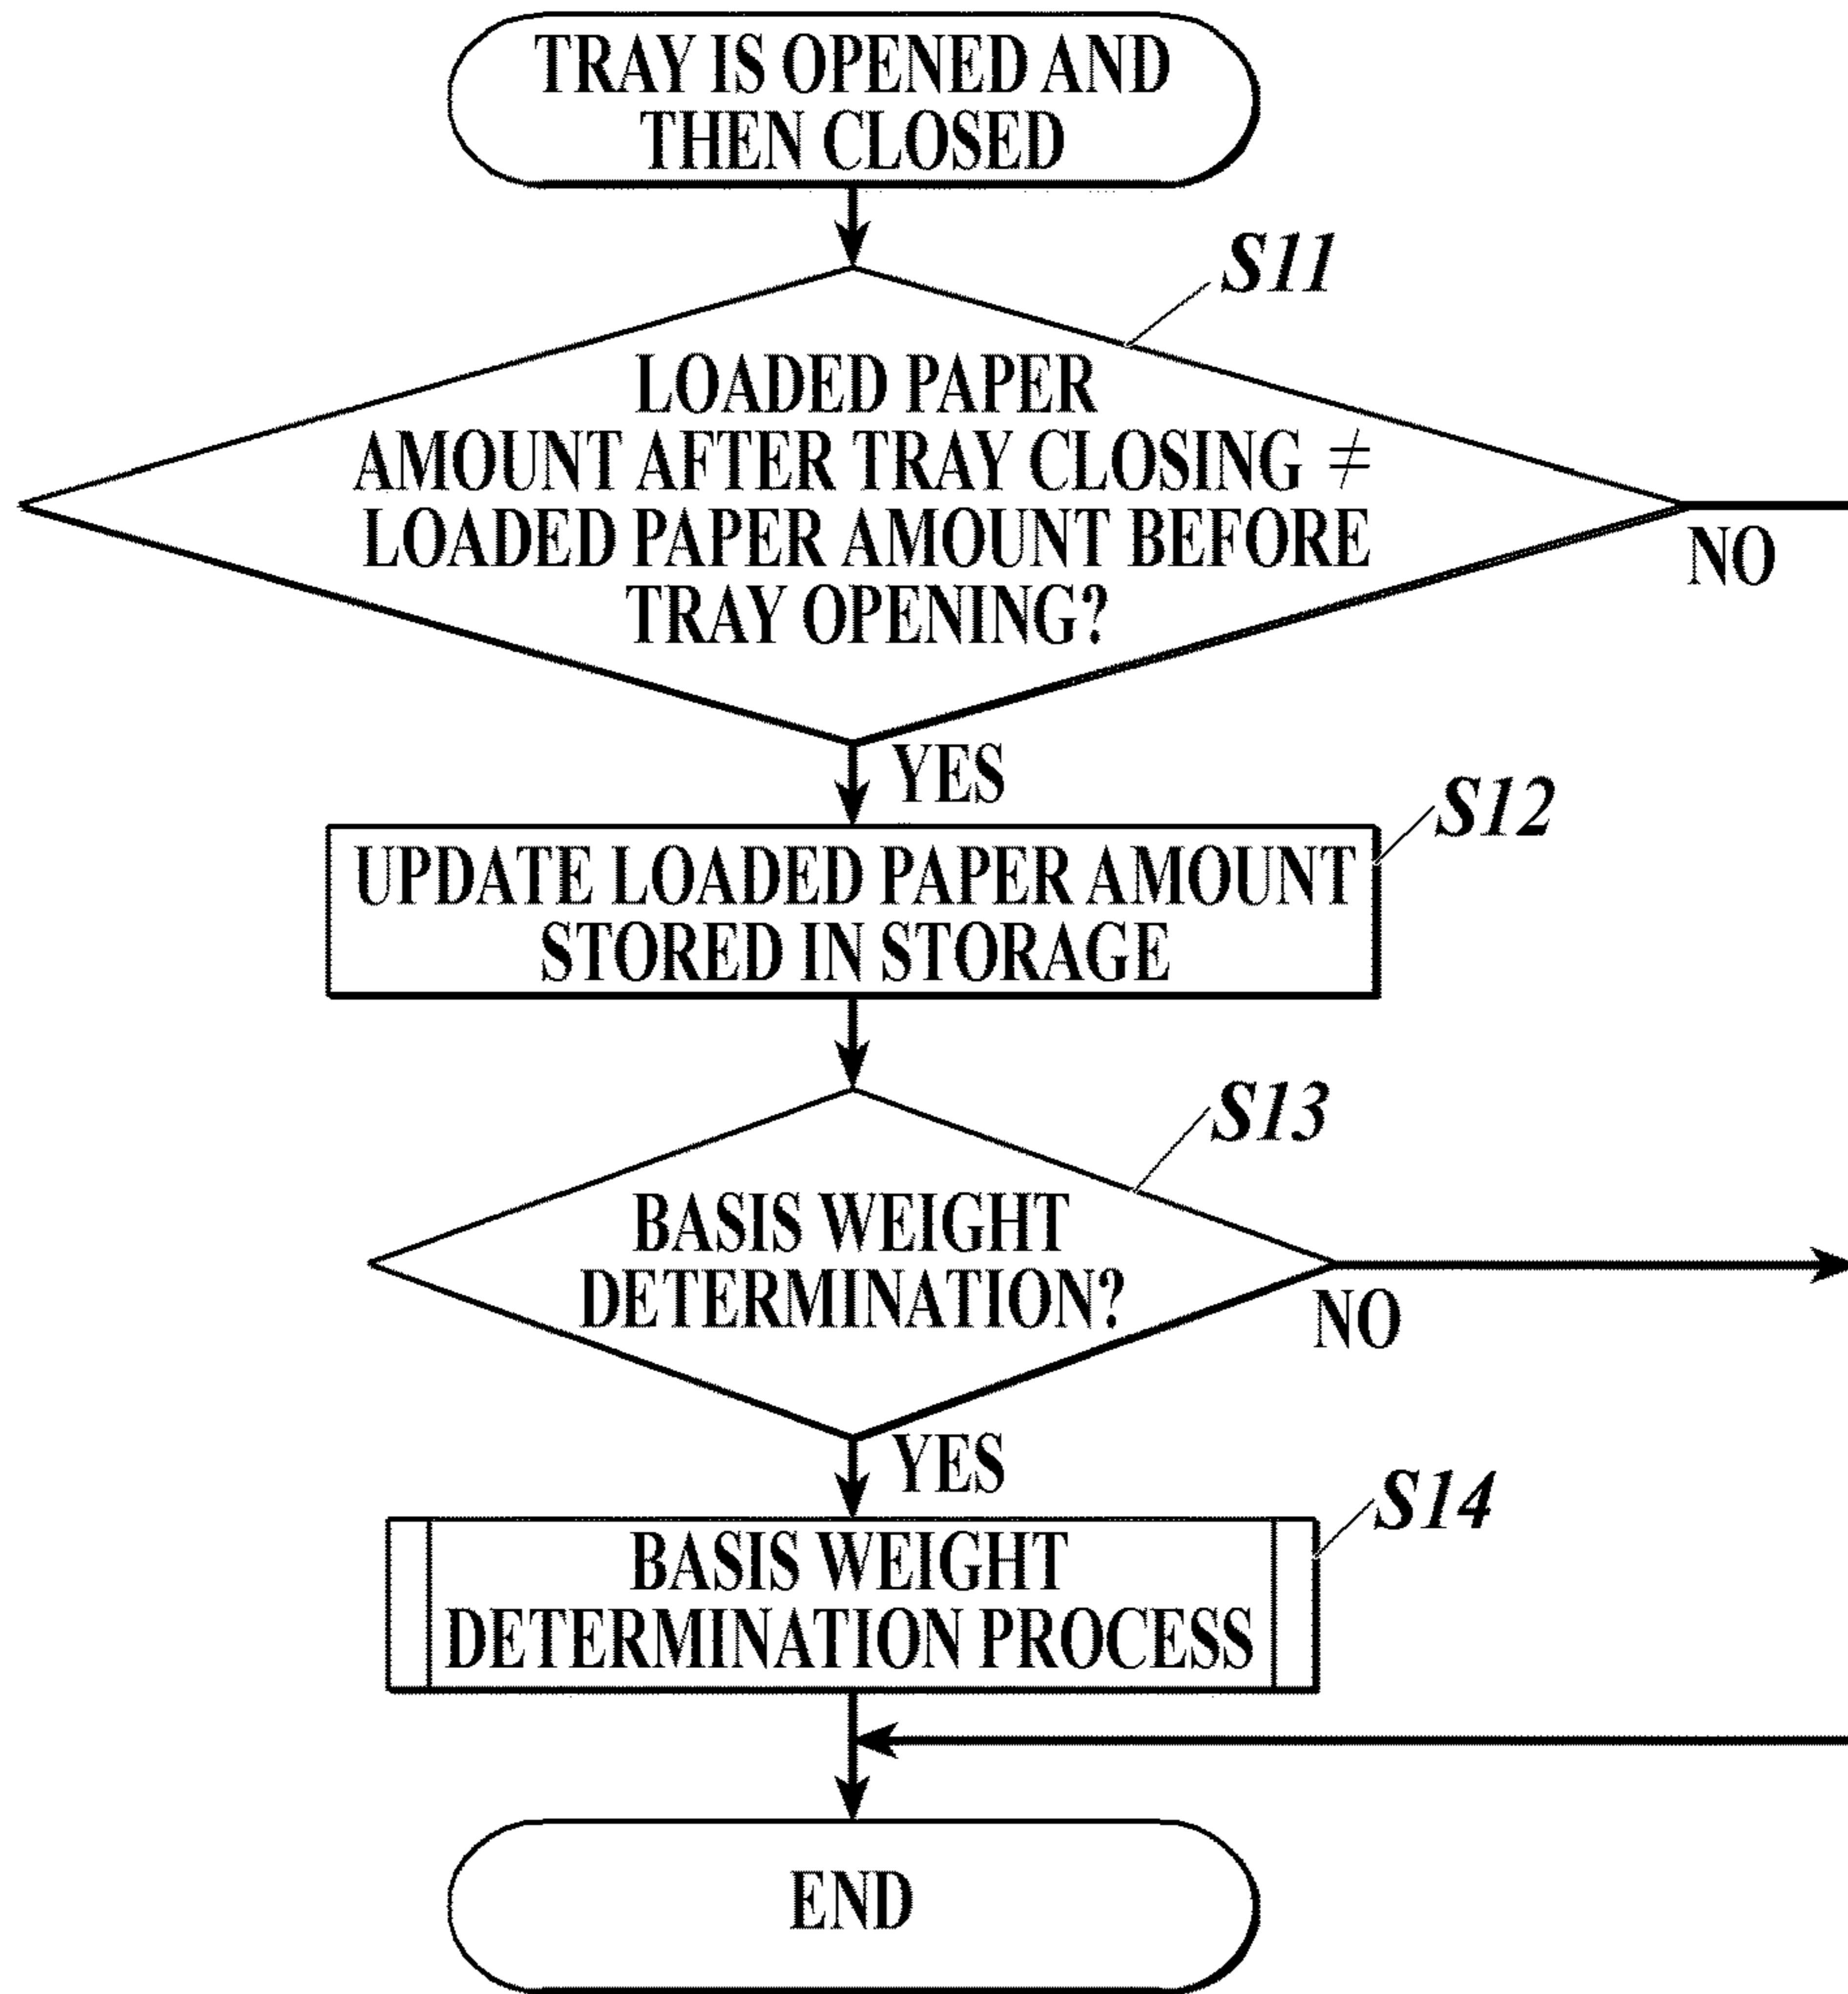 TRAY IS OPENED AND
THEN CLOSED
S11
LOADED PAPER
AMOUNT AFTER TRAY CLOSING ≠
LOADED PAPER AMOUNT BEFORE
TRAY OPENING?
NO
YES
S12
UPDATE LOADED PAPER AMOUNT
STORED IN STORAGE
S13
BASIS WEIGHT
DETERMINATION?
NO
YES
S14
BASIS WEIGHT
DETERMINATION PROCESS
END